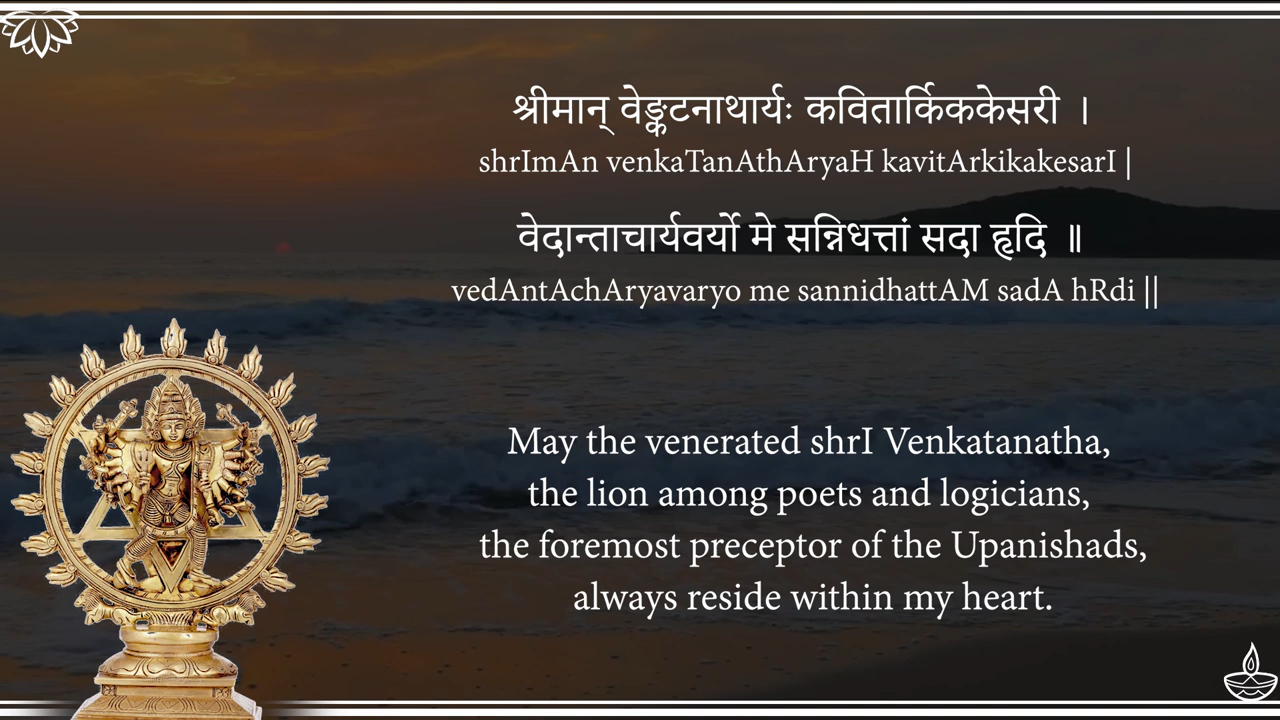 श्रीमान् वेङ्कटनाथार्यः कवितार्किककेसरी ।
shrImAn venkaTanAthAryaH kavitArkikakesarI |
वेदान्ताचार्यवर्यो मे सन्निधत्तां सदा हृदि ॥
vedAntAchAryavaryo me sannidhattAM sadA hRdi ||
May the venerated shrI Venkatanatha,
the lion among poets and logicians,
the foremost preceptor of the Upanishads,
always reside within my heart.